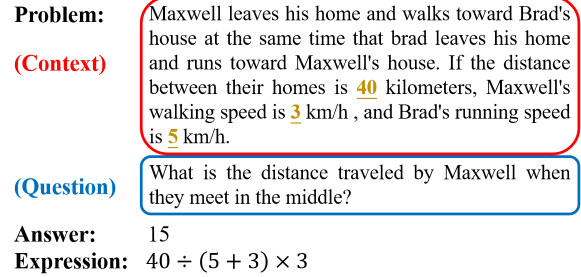 Problem: Maxwell leaves his home and walks toward Brad's
house at the same time that brad leaves his home
(Context) and runs toward Maxwell's house. If the distance
between their homes is 40 kilometers, Maxwell's
walking speed is 3 km/h , and Brad's running speed
is 5 km/h.
What is the distance traveled by Maxwell when
(Question) they meet in the middle?
Answer: 15
Expression: 40 ÷ (5 + 3) × 3